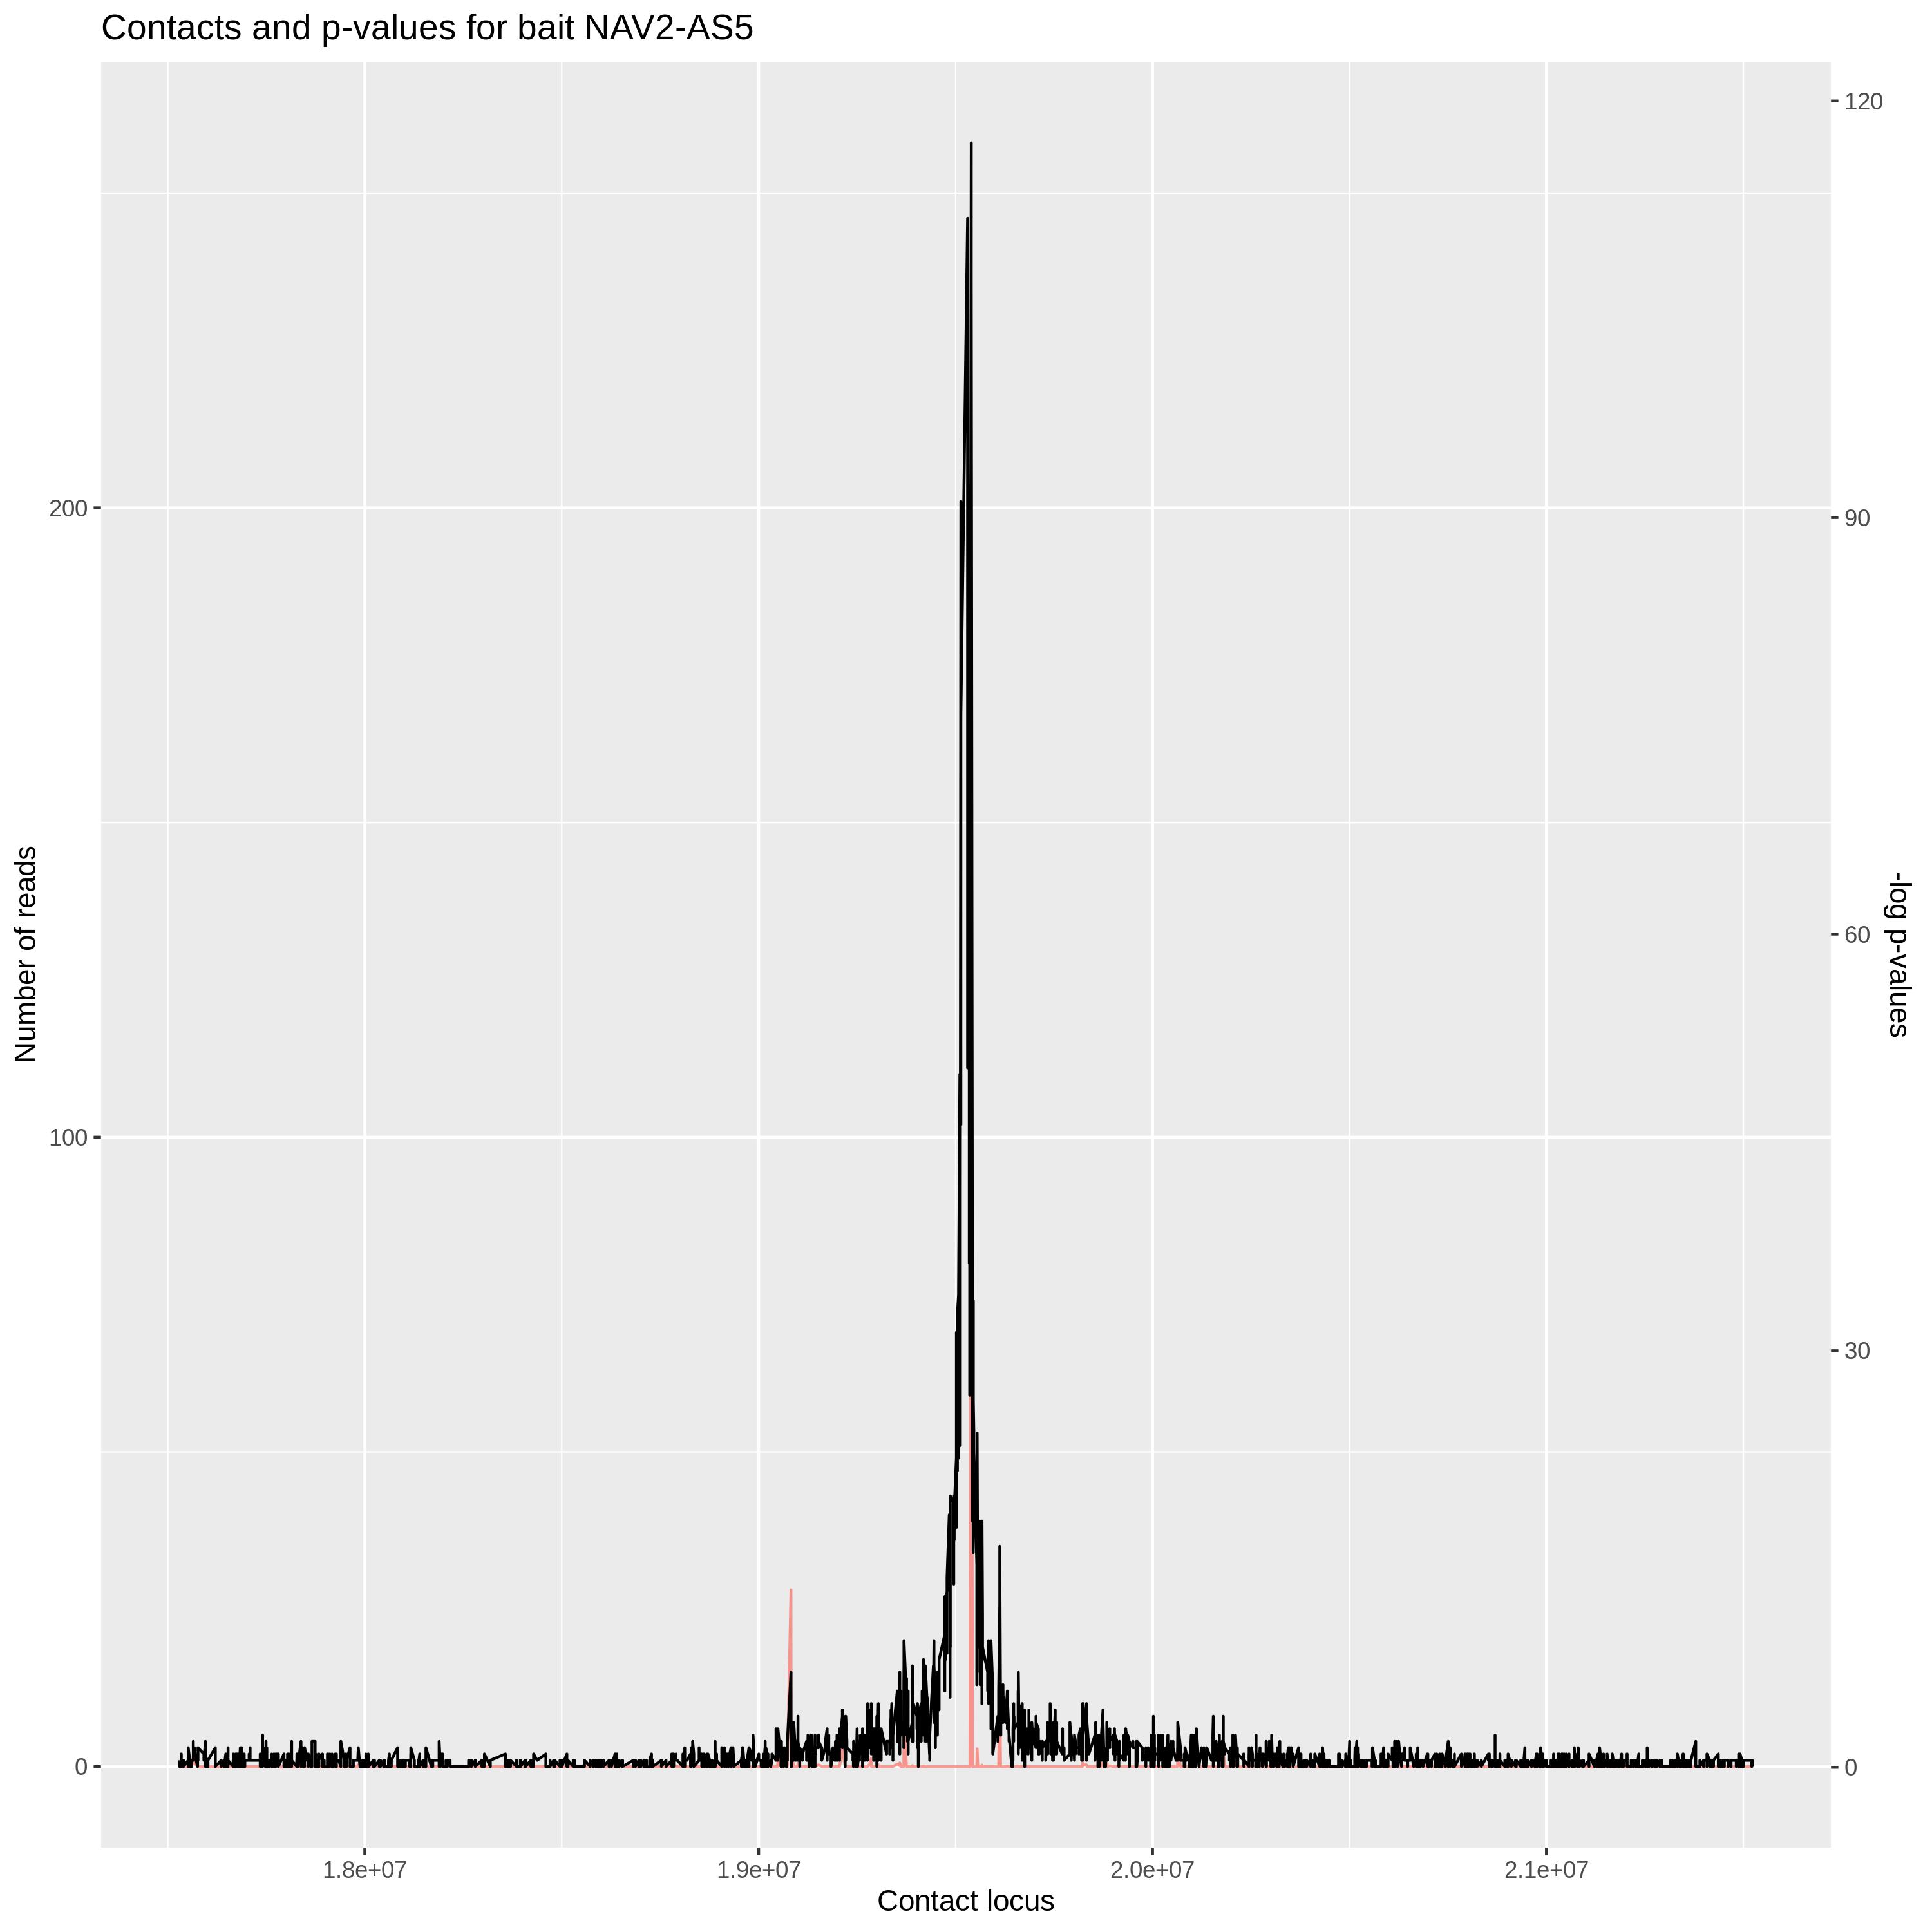 Contacts and p-values for bait NAV2-AS5
120
200
90
Number of reads
-log p-values
60
100
30
0
0
1.8e+07
1.9e+07
2.0e+07
2.1e+07
Contact locus